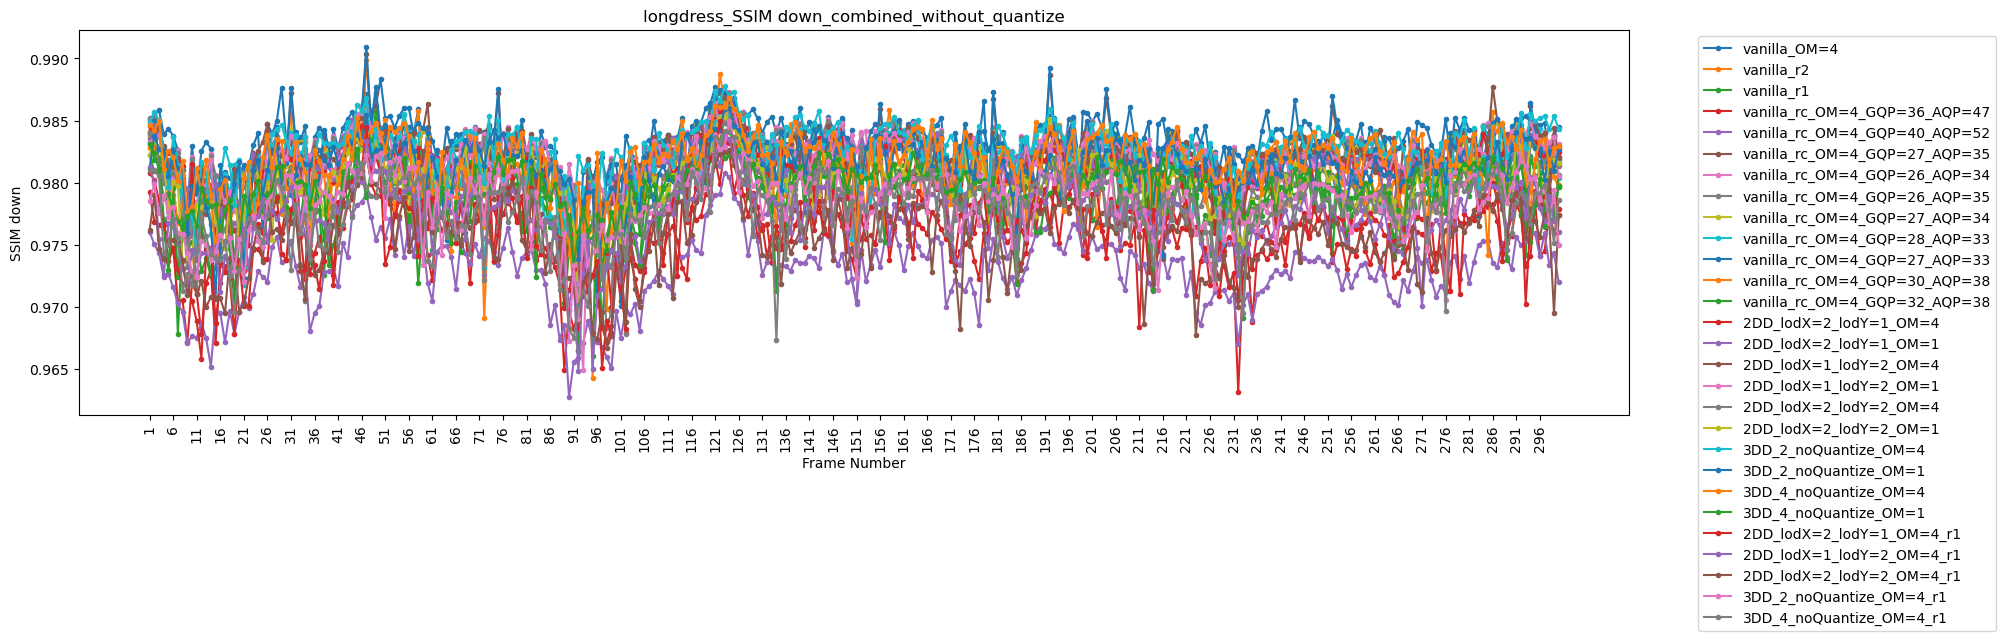 longdress_SSIM down_combined_without_quantize
0.990
0.985
0.980
0.975
0.970
0.965
SSIM down
1 6 11 16 21 26 31 36 41 46 51 56 61 66 71 76 81 86 91 96 101 106 111 116 121 126 131 136 141 146 151 156 161 166 171 176 181 186 191 196 201 206 211 216 221 226 231 236 241 246 251 256 261 266 271 276 281 286 291 296
Frame Number
vanilla_OM=4
vanilla_r2
vanilla_r1
vanilla_rc_OM=4_GQP=36_AQP=47
vanilla_rc_OM=4_GQP=40_AQP=52
vanilla_rc_OM=4_GQP=27_AQP=35
vanilla_rc_OM=4_GQP=26_AQP=34
vanilla_rc_OM=4_GQP=26_AQP=35
vanilla_rc_OM=4_GQP=27_AQP=34
vanilla_rc_OM=4_GQP=28_AQP=33
vanilla_rc_OM=4_GQP=27_AQP=33
vanilla_rc_OM=4_GQP=30_AQP=38
vanilla_rc_OM=4_GQP=32_AQP=38
2DD_lodX=2_lodY=1_OM=4
2DD_lodX=2_lodY=1_OM=1
2DD_lodX=1_lodY=2_OM=4
2DD_lodX=1_lodY=2_OM=1
2DD_lodX=2_lodY=2_OM=4
2DD_lodX=2_lodY=2_OM=1
3DD_2_noQuantize_OM=4
3DD_2_noQuantize_OM=1
3DD_4_noQuantize_OM=4
3DD_4_noQuantize_OM=1
2DD_lodX=2_lodY=1_OM=4_r1
2DD_lodX=1_lodY=2_OM=4_r1
2DD_lodX=2_lodY=2_OM=4_r1
3DD_2_noQuantize_OM=4_r1
3DD_4_noQuantize_OM=4_r1